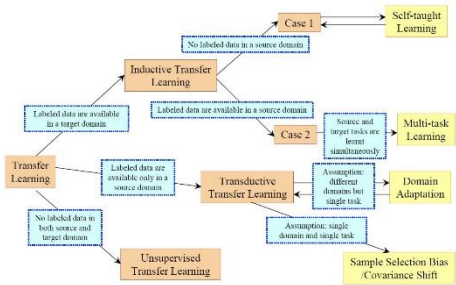 Case 1
Self-taught
Learning
No labeled data in a source domain
Inductive Transfer
Learning
Labeled data are available
in a target domain
Labeled data are available in a source domain
Case 2
Source and
target tasks are
learnt
simultaneously
Multi-task
Learning
Transfer
Learning
Labeled data are
available only in a
source domain
Transductive
Transfer Learning
Assumption:
different
domains but
single task
Domain
Adaptation
No labeled data in
both source and
target domain
Assumption: single
domain and single task
Unsupervised
Transfer Learning
Sample Selection Bias
/Covariance Shift